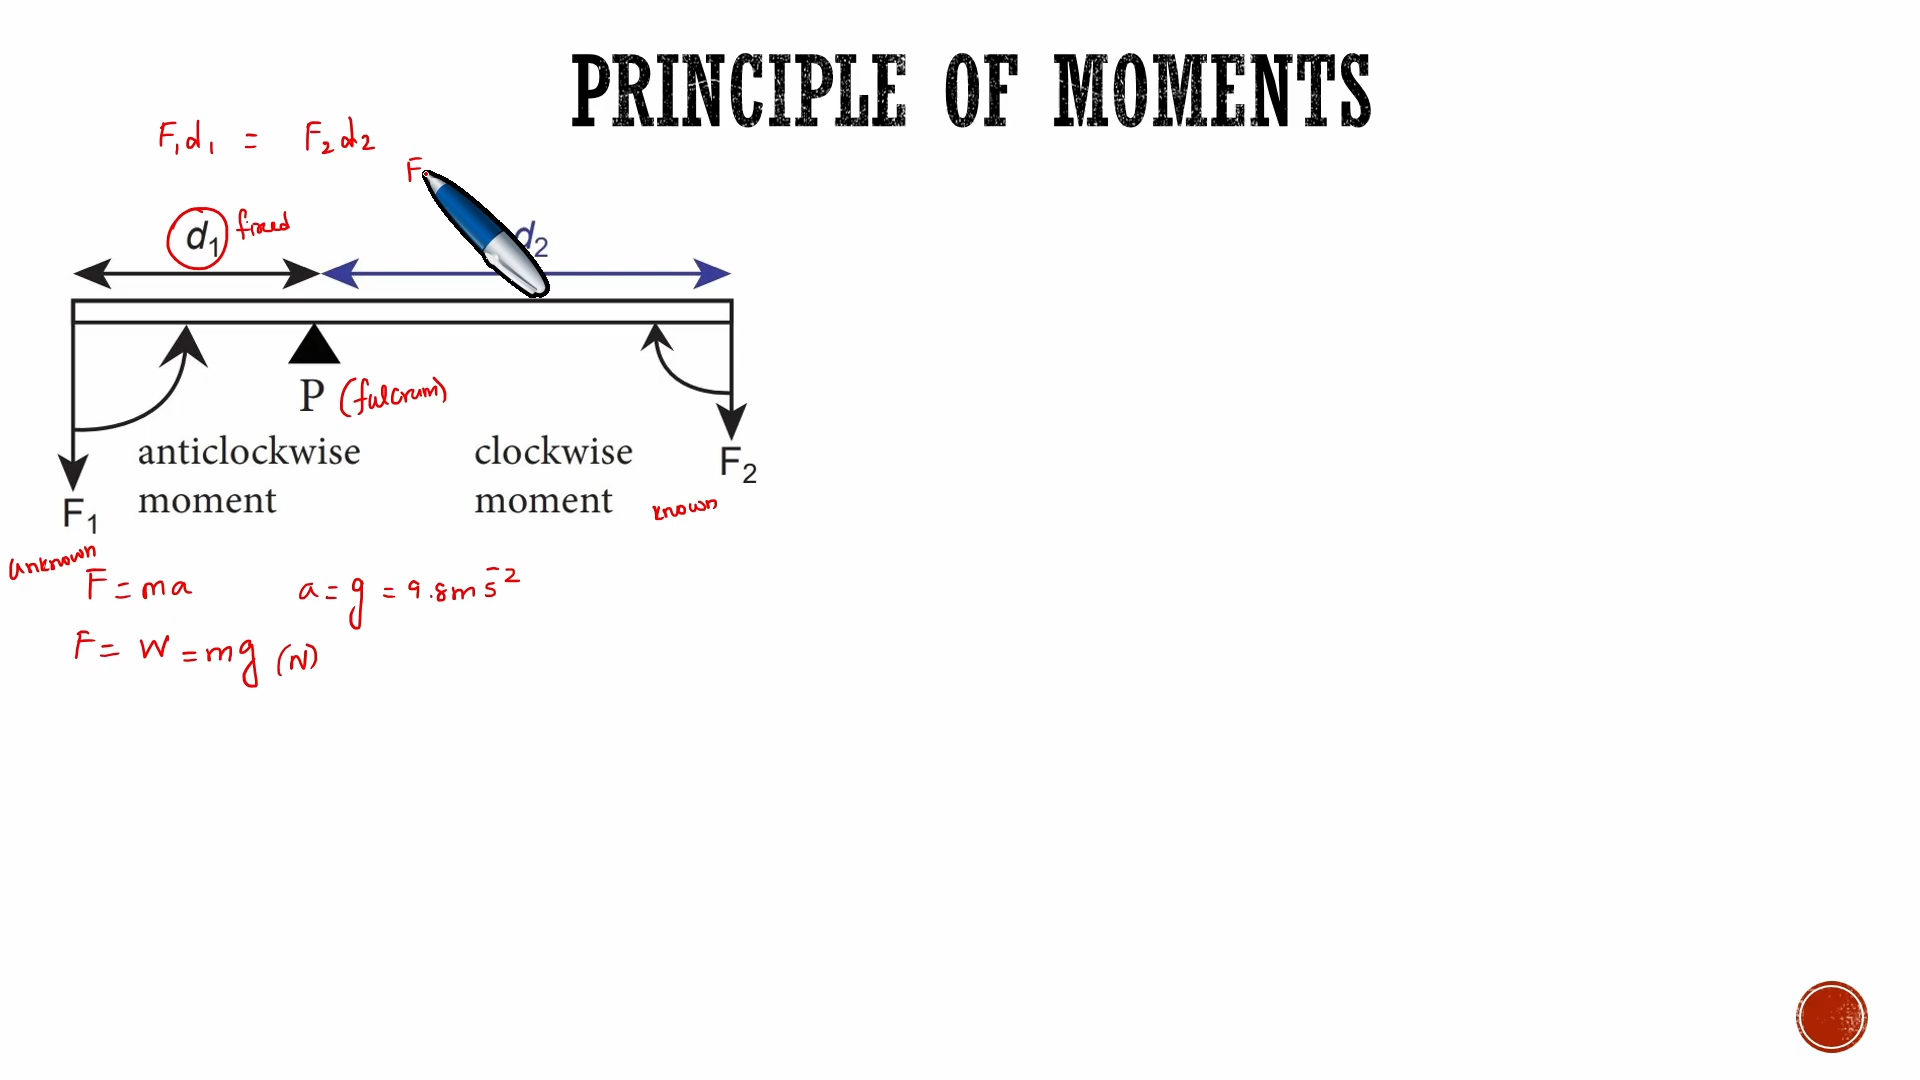 PRINCIPLE OF MOMENTS
F₁d₁ = F₂d₂
F
d₁ fixed
d₂
P (fulcrum)
anticlockwise moment
clockwise moment
F₁
F₂
known
unknown
F = ma
a = g = 9.8 m s⁻²
F = W = mg (N)